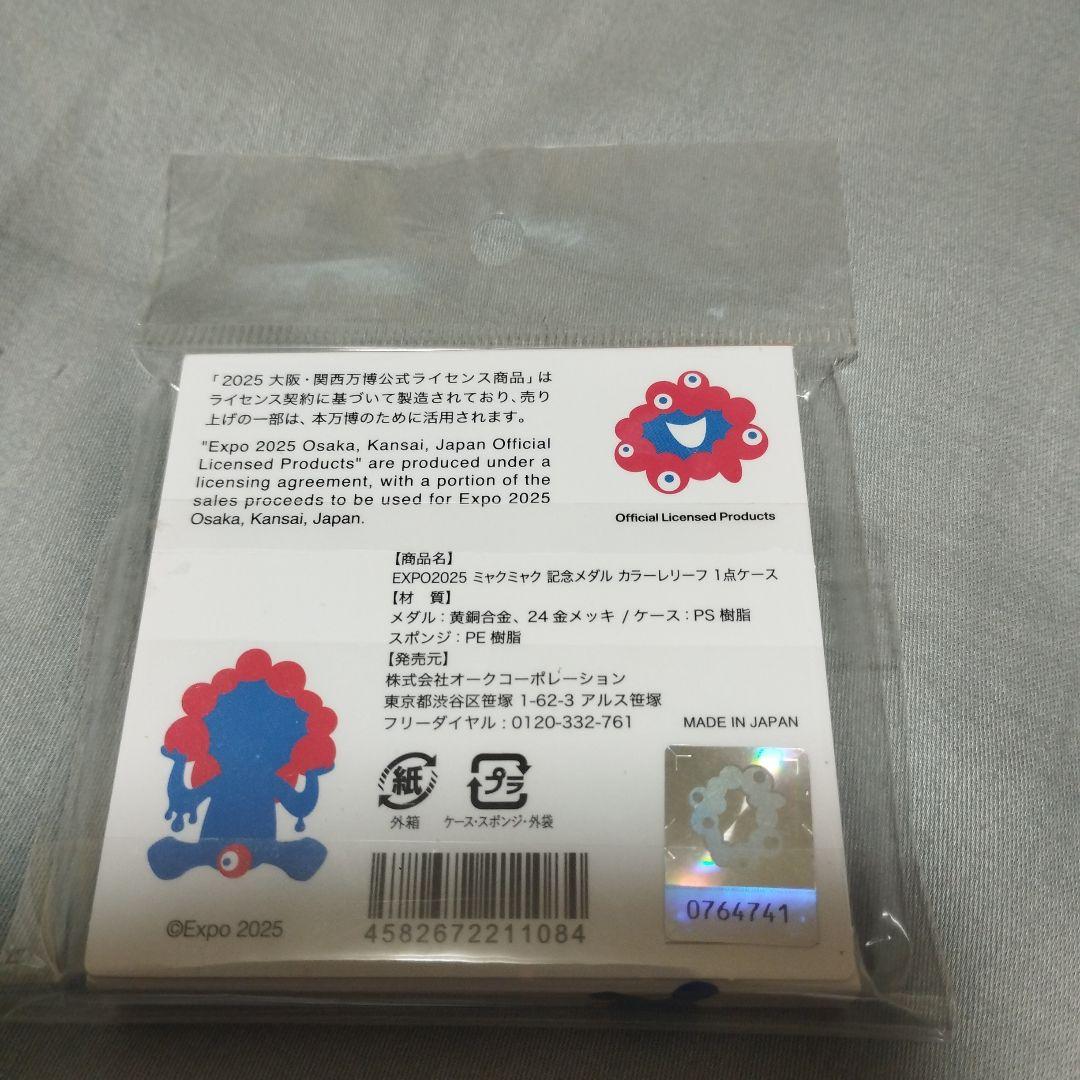 「2025 大阪・関西万博公式ライセンス商品」は
ライセンス契約に基づいて製造されており、売り
上げの一部は、本万博のために活用されます。
"Expo 2025 Osaka, Kansai, Japan Official
Licensed Products" are produced under a
licensing agreement, with a portion of the
sales proceeds to be used for Expo 2025
Osaka, Kansai, Japan.
Official Licensed Products
【商品名】
EXPO2025 ミャクミャク 記念メダル カラーレリーフ 1点ケース
【材　質】
メダル：黄銅合金、24金メッキ / ケース：PS樹脂
スポンジ：PE樹脂
【発売元】
株式会社オークコーポレーション
東京都渋谷区笹塚 1-62-3 アルス笹塚
フリーダイヤル：0120-332-761
MADE IN JAPAN
紙
プラ
外箱
ケース・スポンジ・外袋
0764741
©Expo 2025
4582672211084